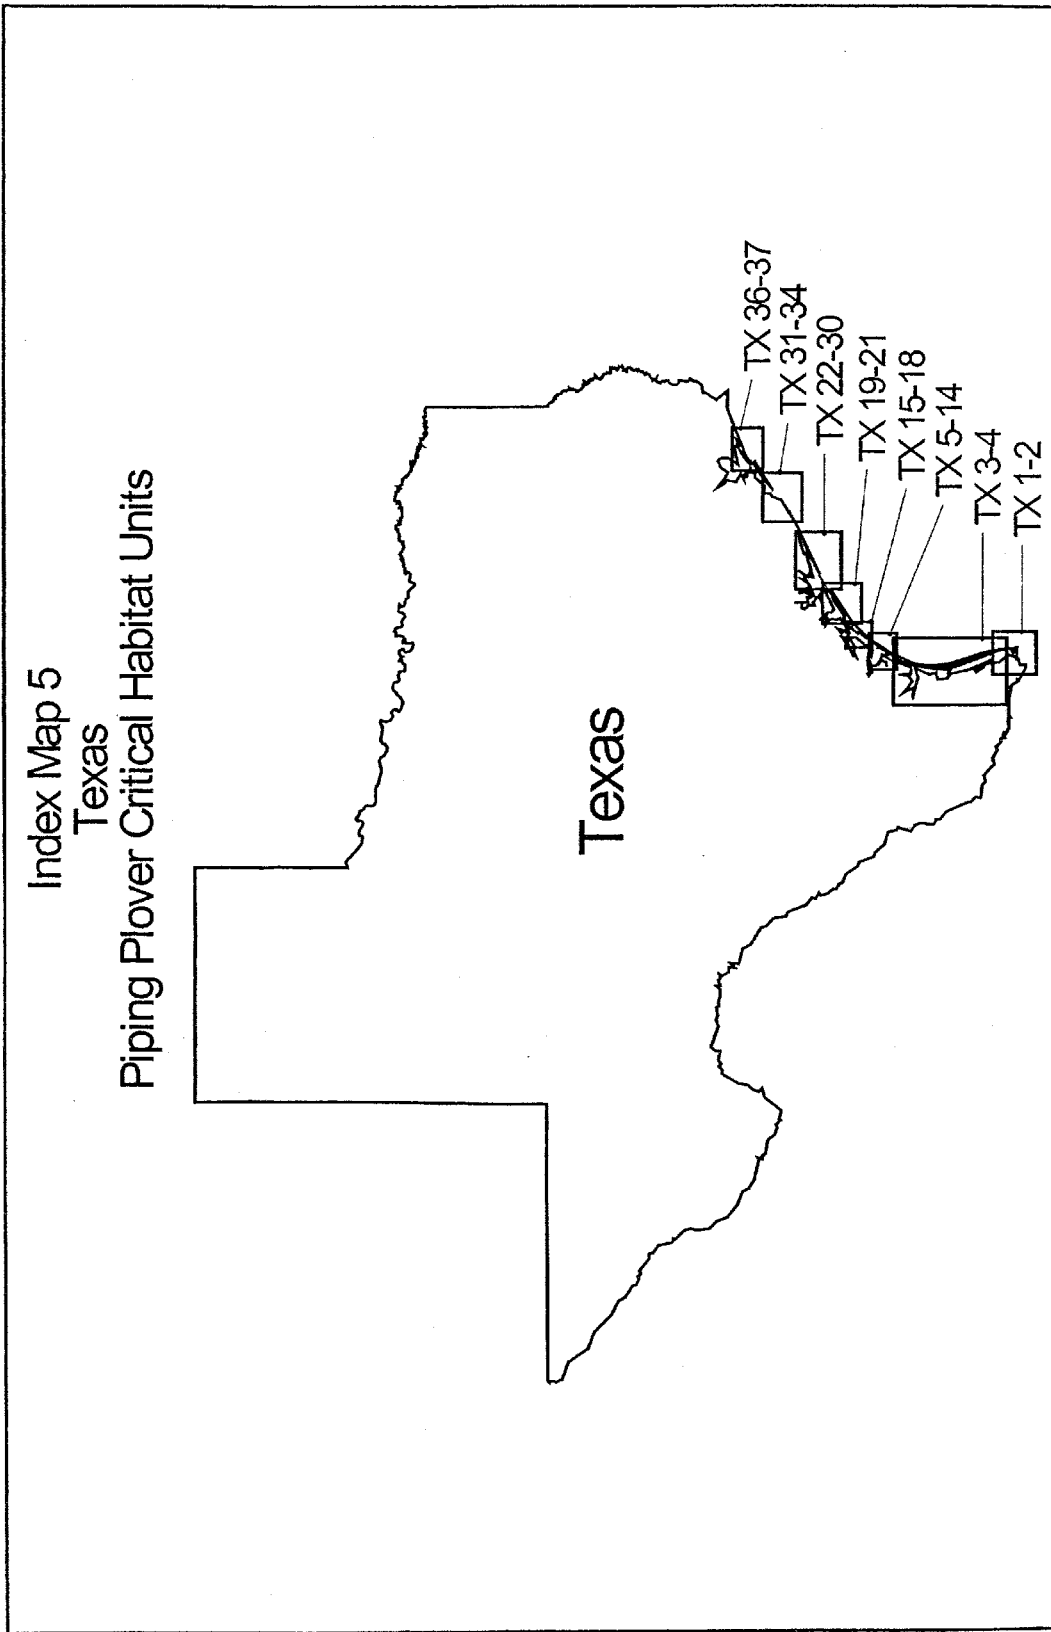 Index Map 5
Texas
Piping Plover Critical Habitat Units
Texas
TX 36-37
TX 31-34
TX 22-30
TX 19-21
TX 15-18
TX 5-14
TX 3-4
TX 1-2